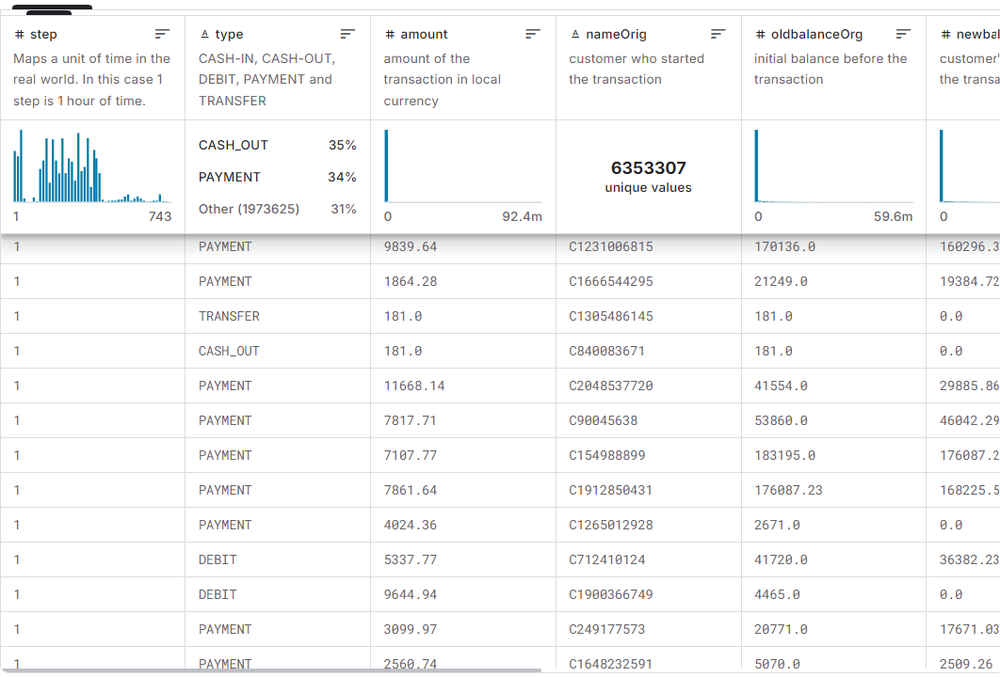 # step
A type
# amount
A nameOrig
# oldbalanceOrg
# newbal
Maps a unit of time in the
real world. In this case 1
step is 1 hour of time.
CASH-IN, CASH-OUT,
DEBIT, PAYMENT and
TRANSFER
amount of the
transaction in local
currency
customer who started
the transaction
initial balance before the
transaction
customer'
the transa
1 743
CASH_OUT 35%
PAYMENT 34%
Other (1973625) 31%
0 92.4m
6353307
unique values
0 59.6m
0
1 PAYMENT 9839.64 C1231006815 170136.0 160296.3
1 PAYMENT 1864.28 C1666544295 21249.0 19384.72
1 TRANSFER 181.0 C1305486145 181.0 0.0
1 CASH_OUT 181.0 C840083671 181.0 0.0
1 PAYMENT 11668.14 C2048537720 41554.0 29885.86
1 PAYMENT 7817.71 C90045638 53860.0 46042.29
1 PAYMENT 7107.77 C154988899 183195.0 176087.2
1 PAYMENT 7861.64 C1912850431 176087.23 168225.5
1 PAYMENT 4024.36 C1265012928 2671.0 0.0
1 DEBIT 5337.77 C712410124 41720.0 36382.23
1 DEBIT 9644.94 C1900366749 4465.0 0.0
1 PAYMENT 3099.97 C249177573 20771.0 17671.03
1 PAYMENT 2560.74 C1648232591 5070.0 2509.26